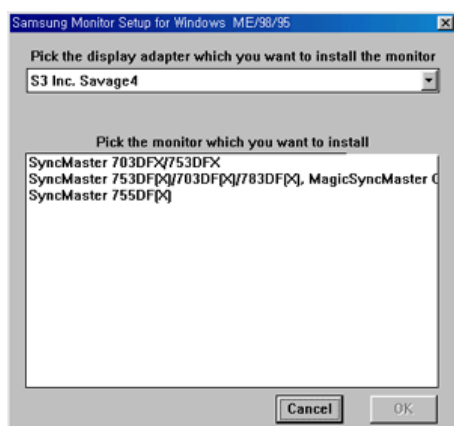 Samsung Monitor Setup for Windows ME/98/95
Pick the display adapter which you want to install the monitor
S3 Inc. Savage4
Pick the monitor which you want to install
SyncMaster 703DFX/753DFX
SyncMaster 753DF(X)/703DF(X)/783DF(X), MagicSyncMaster
SyncMaster 755DF(X)
Cancel
OK